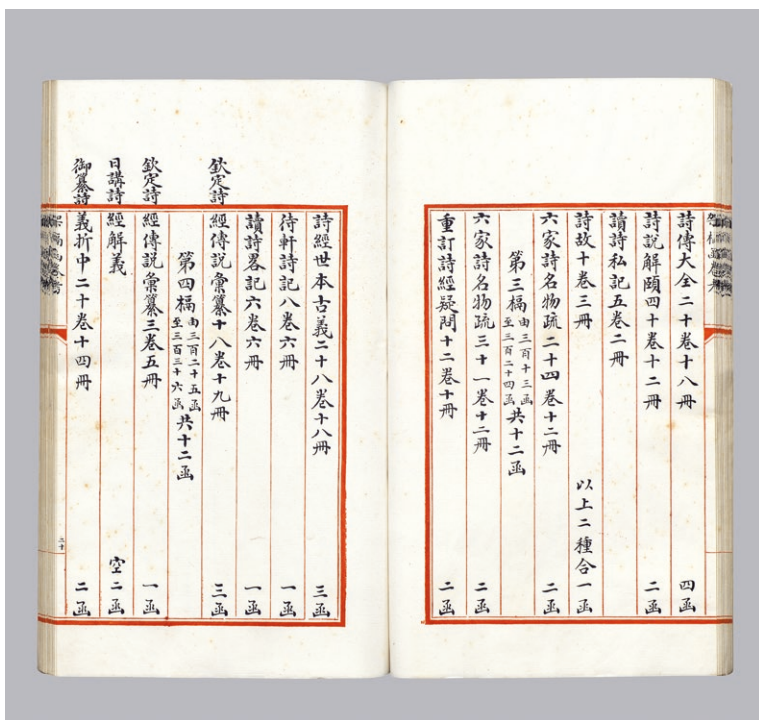 詩傳大全二十卷十八冊 四函
詩說解頤四十卷十二冊 二函
讀詩私記五卷二冊
詩故十卷三冊 以上二種合一函
六家詩名物疏二十四卷十二冊 二函
第三槅由三百十三函至三百二十四函共十二函
六家詩名物疏三十一卷十二冊 二函
重訂詩經疑問十二卷十冊 二函
詩經世本古義二十八卷十八冊 三函
待軒詩記八卷六冊 一函
讀詩畧記六卷六冊 一函
欽定詩經傳說彙纂十八卷十九冊 三函
第四槅由三百二十五函至三百三十六函共十二函
欽定詩經傳說彙纂三卷五冊 一函
日講詩經解義 空二函
御纂詩義折中二十卷十四冊 二函
二十